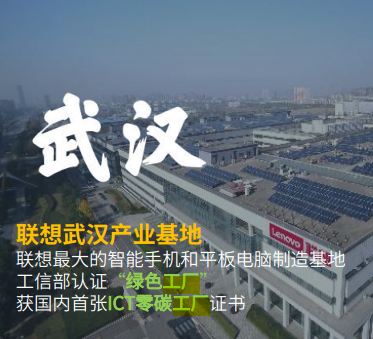 武汉
Lenovo 联想
联想武汉产业基地
联想最大的智能手机和平板电脑制造基地
工信部认证“绿色工厂”
获国内首张ICT零碳工厂证书